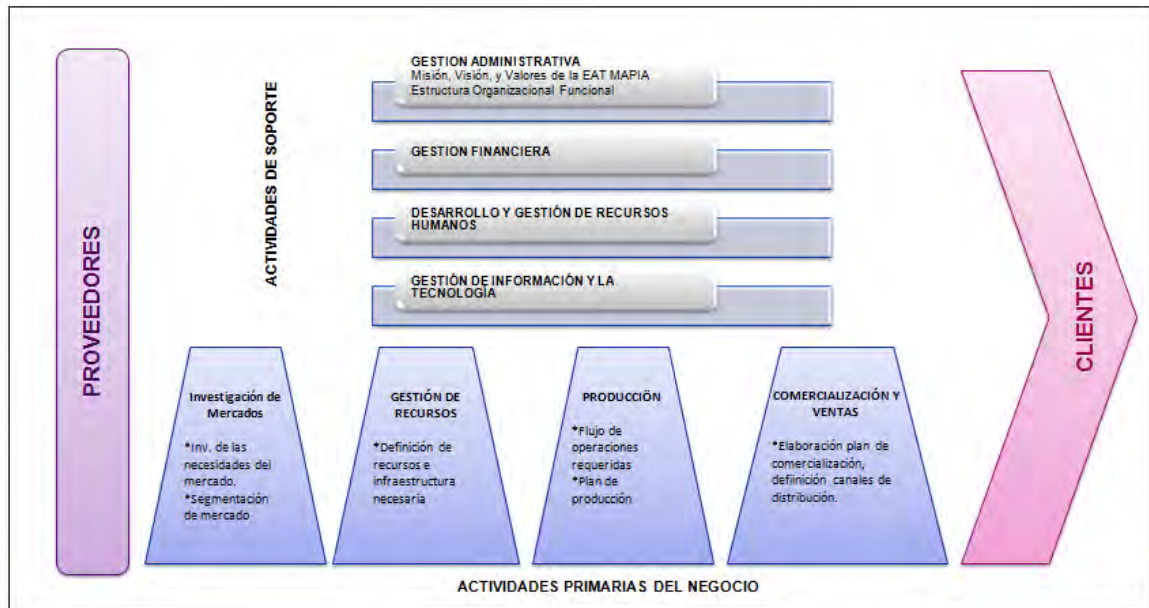 PROVEEDORES
ACTIVIDADES DE SOPORTE
GESTION ADMINISTRATIVA
Misión, Visión, y Valores de la EAT MAPIA
Estructura Organizacional Funcional
GESTION FINANCIERA
DESARROLLO Y GESTIÓN DE RECURSOS
HUMANOS
GESTIÓN DE INFORMACIÓN Y LA
TECNOLOGÍA
Investigación de
Mercados
*Inv. de las
necesidades del
mercado.
*Segmentación
de mercado
GESTIÓN DE
RECURSOS
*Definición de
recursos e
infraestructura
necesaria
PRODUCCIÖN
*Flujo de
operaciones
requeridas
*Plan de
producción
COMERCIALIZACIÓN Y
VENTAS
*Elaboración plan de
comercialización,
defiinición canales de
distribución.
CLIENTES
ACTIVIDADES PRIMARIAS DEL NEGOCIO